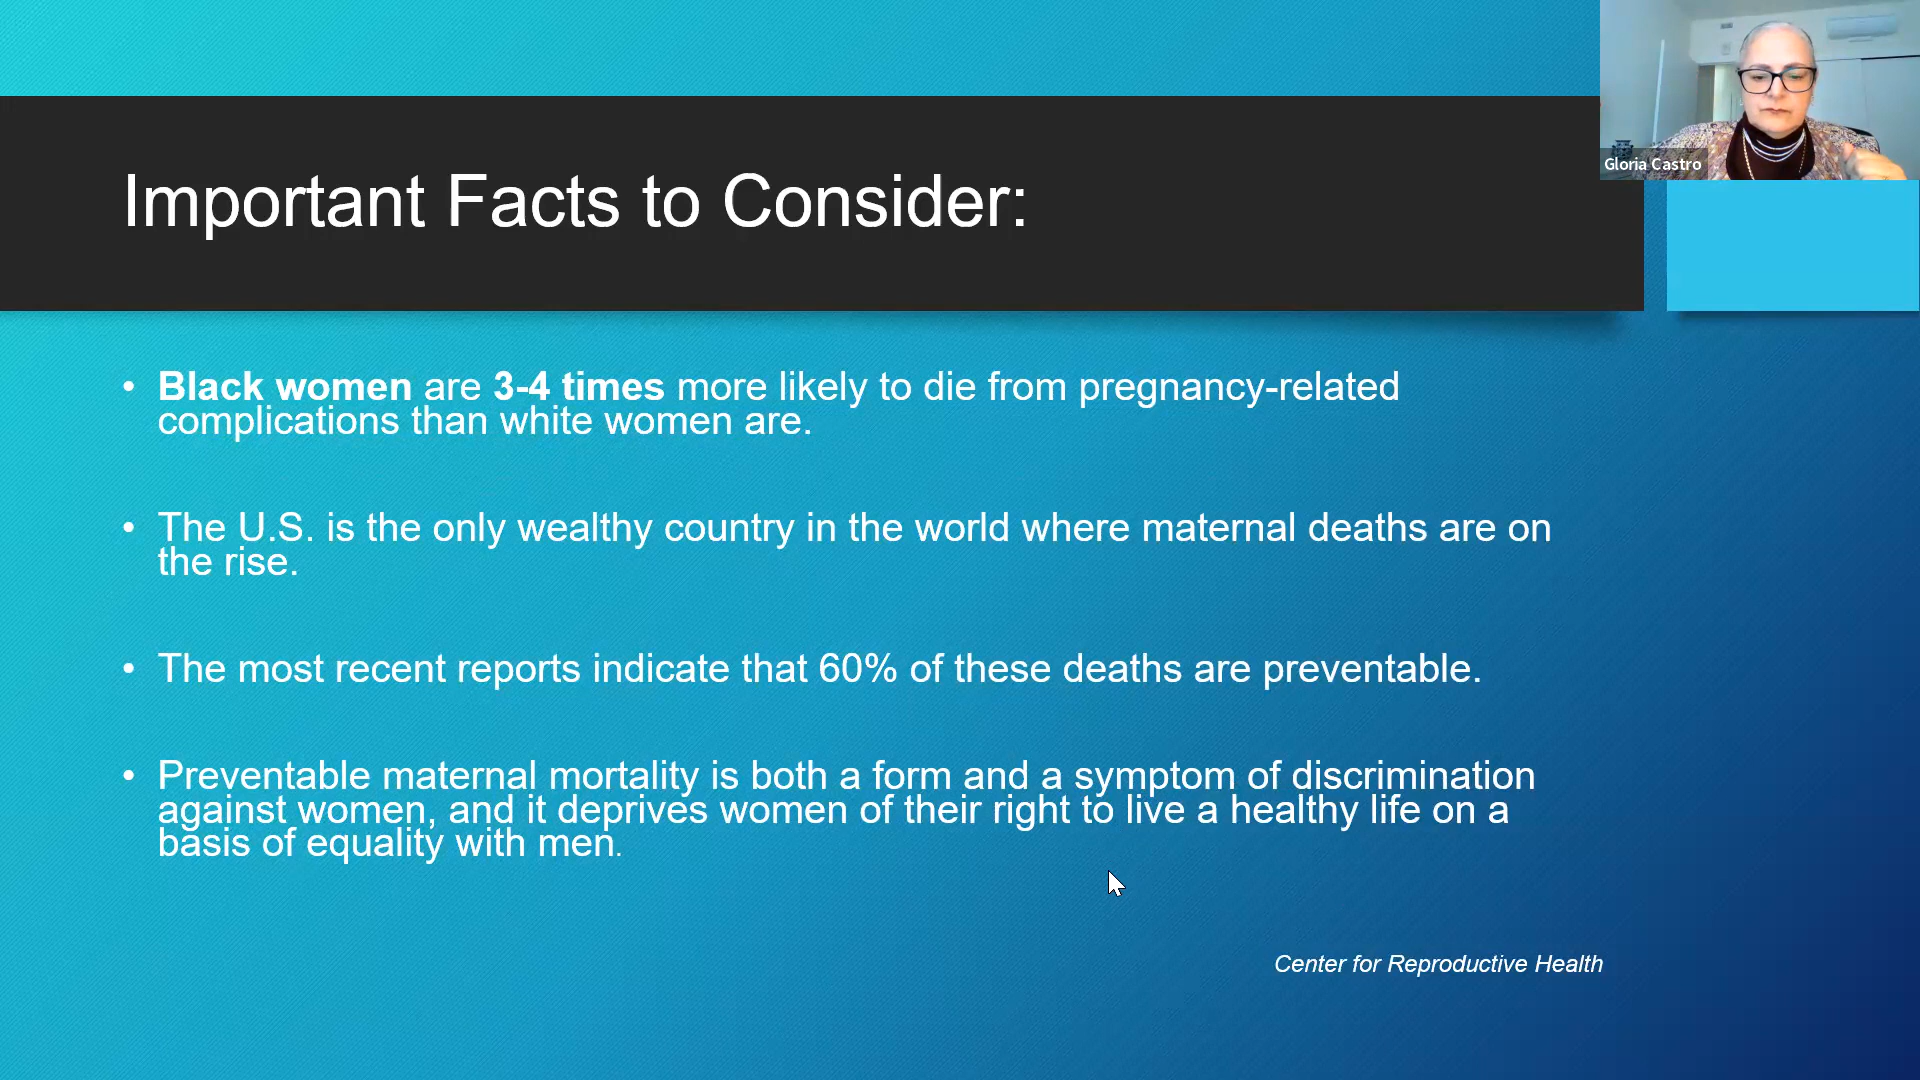 Important Facts to Consider:
Gloria Castro
• Black women are 3-4 times more likely to die from pregnancy-related
complications than white women are.
• The U.S. is the only wealthy country in the world where maternal deaths are on
the rise.
• The most recent reports indicate that 60% of these deaths are preventable.
• Preventable maternal mortality is both a form and a symptom of discrimination
against women, and it deprives women of their right to live a healthy life on a
basis of equality with men.
Center for Reproductive Health